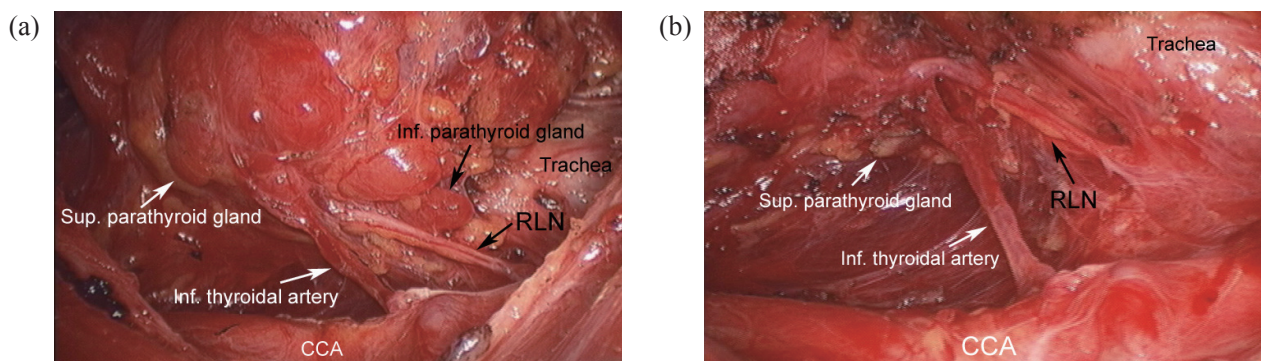 (a)
Inf. parathyroid gland
Trachea
Sup. parathyroid gland
RLN
Inf. thyroidal artery
CCA
(b)
Trachea
Sup. parathyroid gland
RLN
Inf. thyroidal artery
CCA